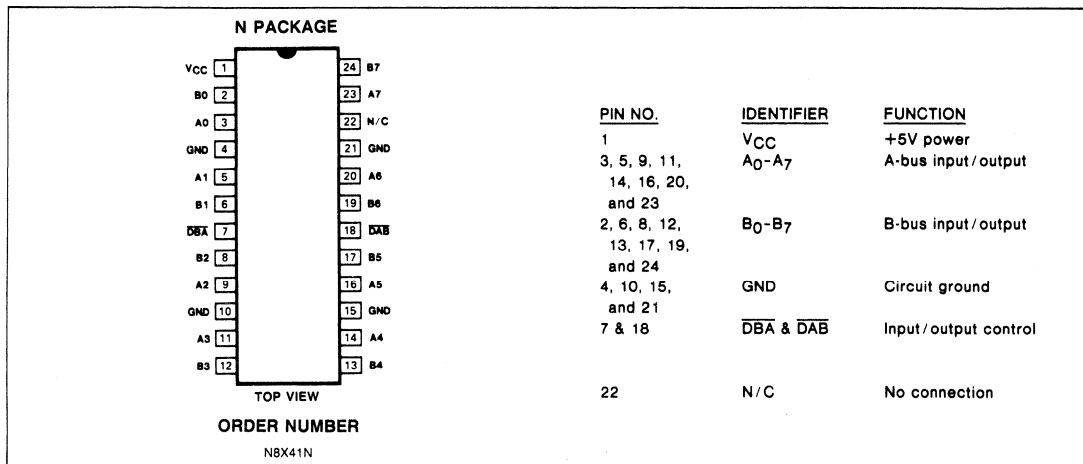 N PACKAGE
VCC 1 24 B7
B0 2 23 A7
A0 3 22 N/C
GND 4 21 GND
A1 5 20 A6
B1 6 19 B6
D̅B̅A̅ 7 18 D̅A̅B̅
B2 8 17 B5
A2 9 16 A5
GND 10 15 GND
A3 11 14 A4
B3 12 13 B4
TOP VIEW
ORDER NUMBER
N8X41N
PIN NO. IDENTIFIER FUNCTION
1 VCC +5V power
3, 5, 9, 11, A0-A7 A-bus input/output
14, 16, 20,
and 23
2, 6, 8, 12, B0-B7 B-bus input/output
13, 17, 19,
and 24
4, 10, 15, GND Circuit ground
and 21
7 & 18 D̅B̅A̅ & D̅A̅B̅ Input/output control
22 N/C No connection